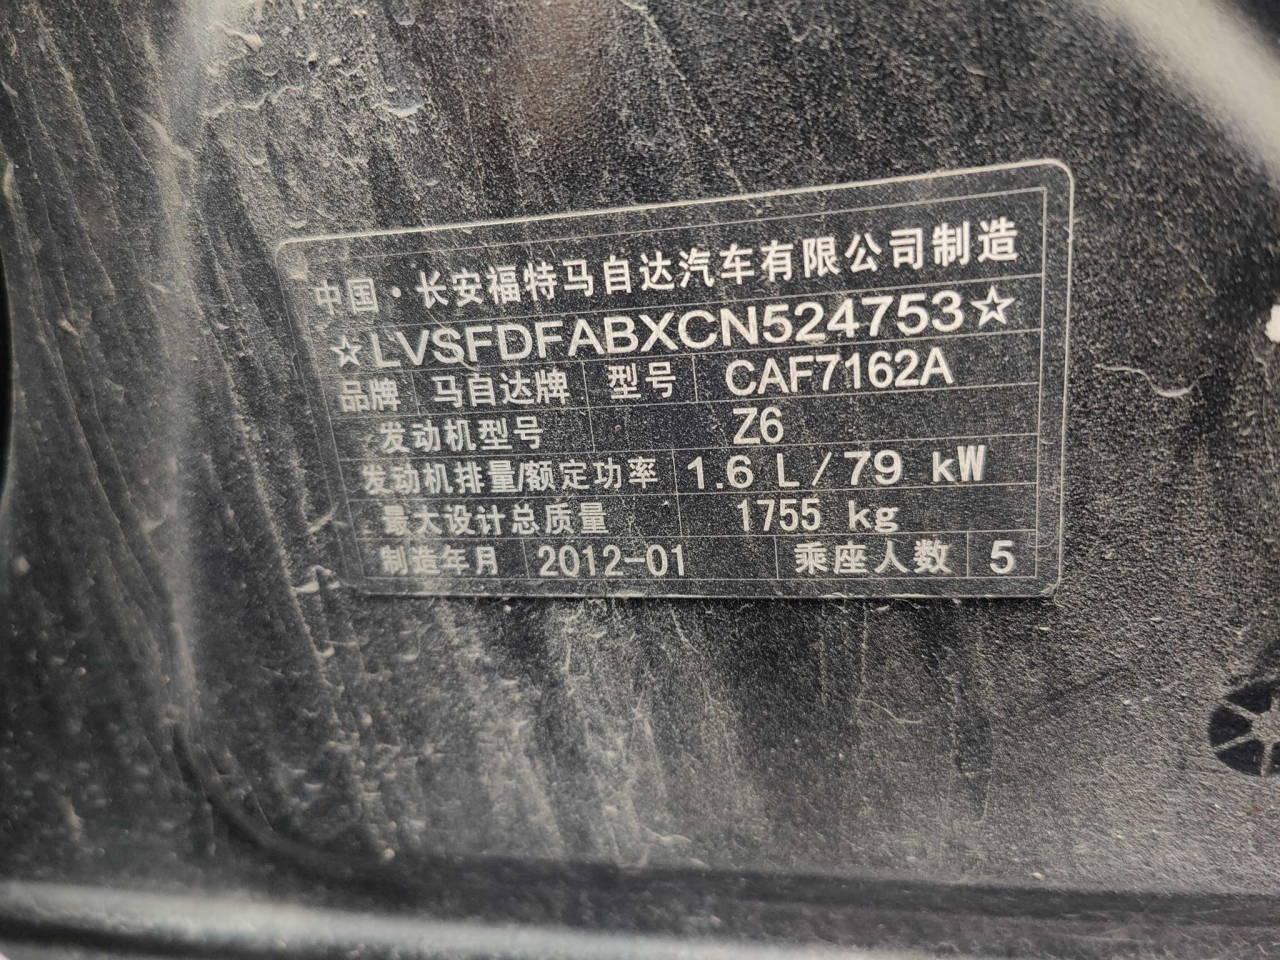 中国·长安福特马自达汽车有限公司制造
☆LVSFDFABXCN524753☆
品牌 马自达牌 型号 CAF7162A
发动机型号 Z6
发动机排量/额定功率 1.6 L/79 kW
最大设计总质量 1755 kg
制造年月 2012-01 乘座人数 5